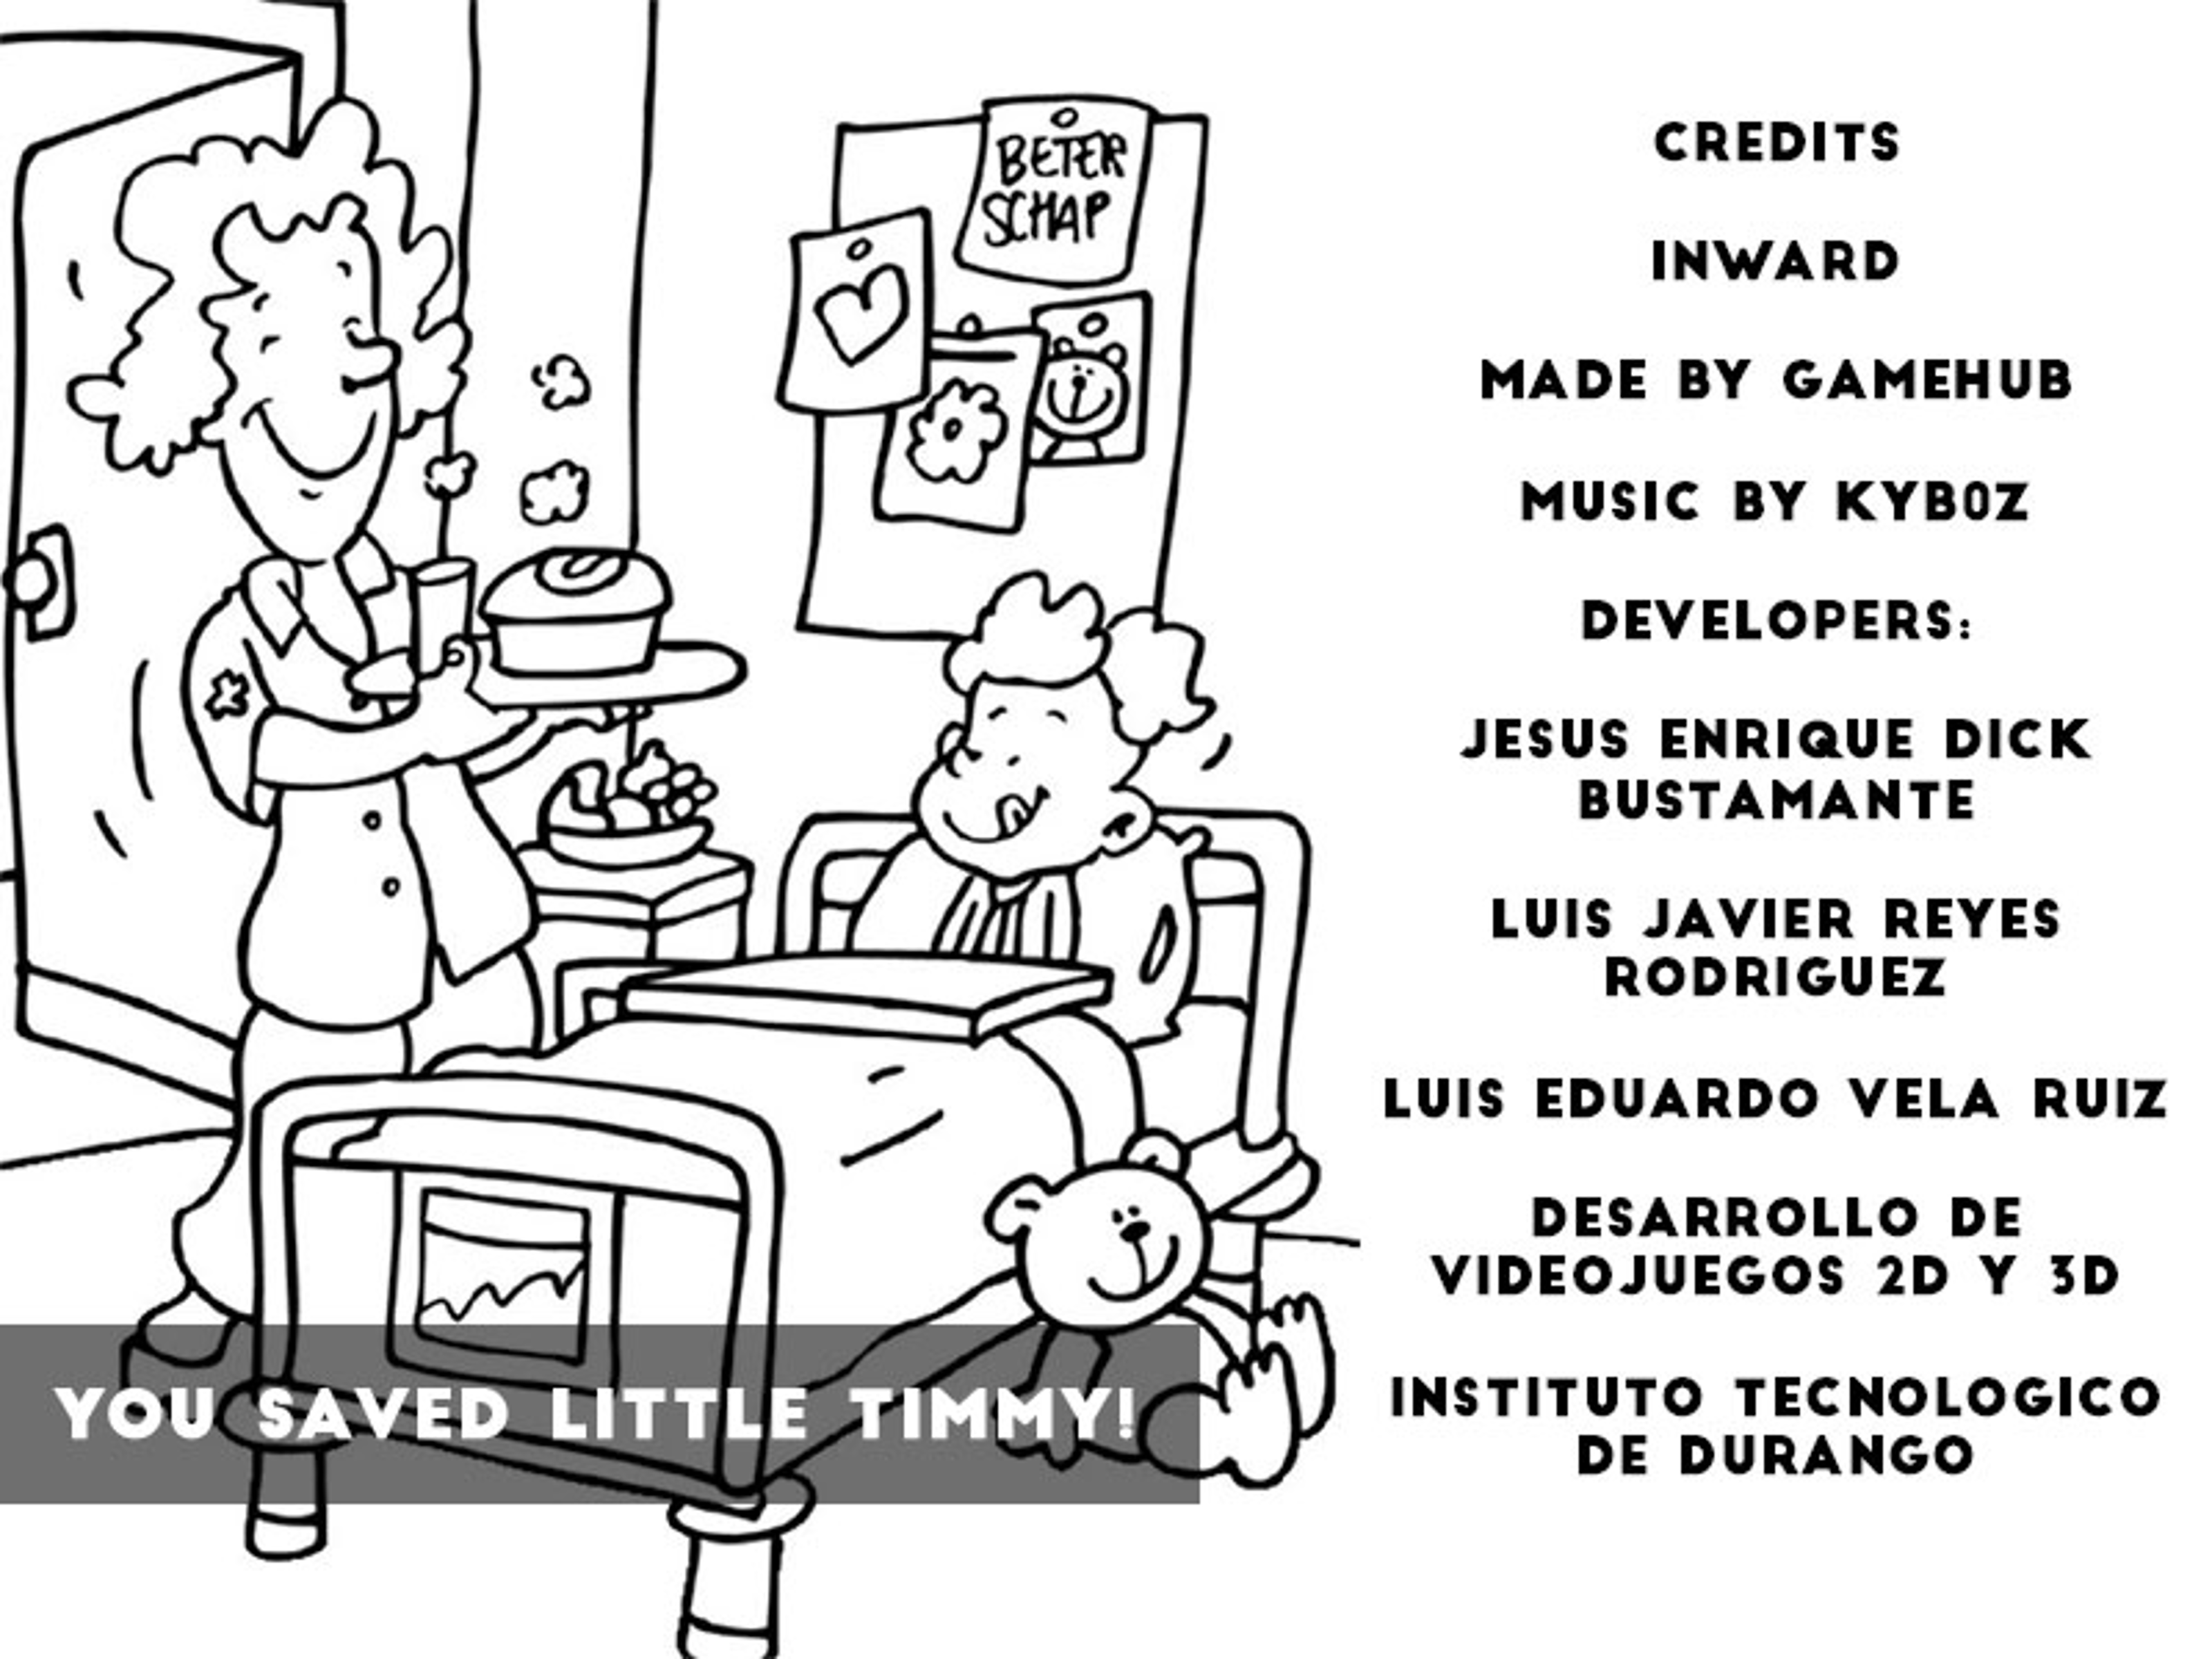 BETER
SCHAP
YOU SAVED LITTLE TIMMY!
CREDITS
INWARD
MADE BY GAMEHUB
MUSIC BY KYB0Z
DEVELOPERS:
JESUS ENRIQUE DICK
BUSTAMANTE
LUIS JAVIER REYES
RODRIGUEZ
LUIS EDUARDO VELA RUIZ
DESARROLLO DE
VIDEOJUEGOS 2D Y 3D
INSTITUTO TECNOLOGICO
DE DURANGO